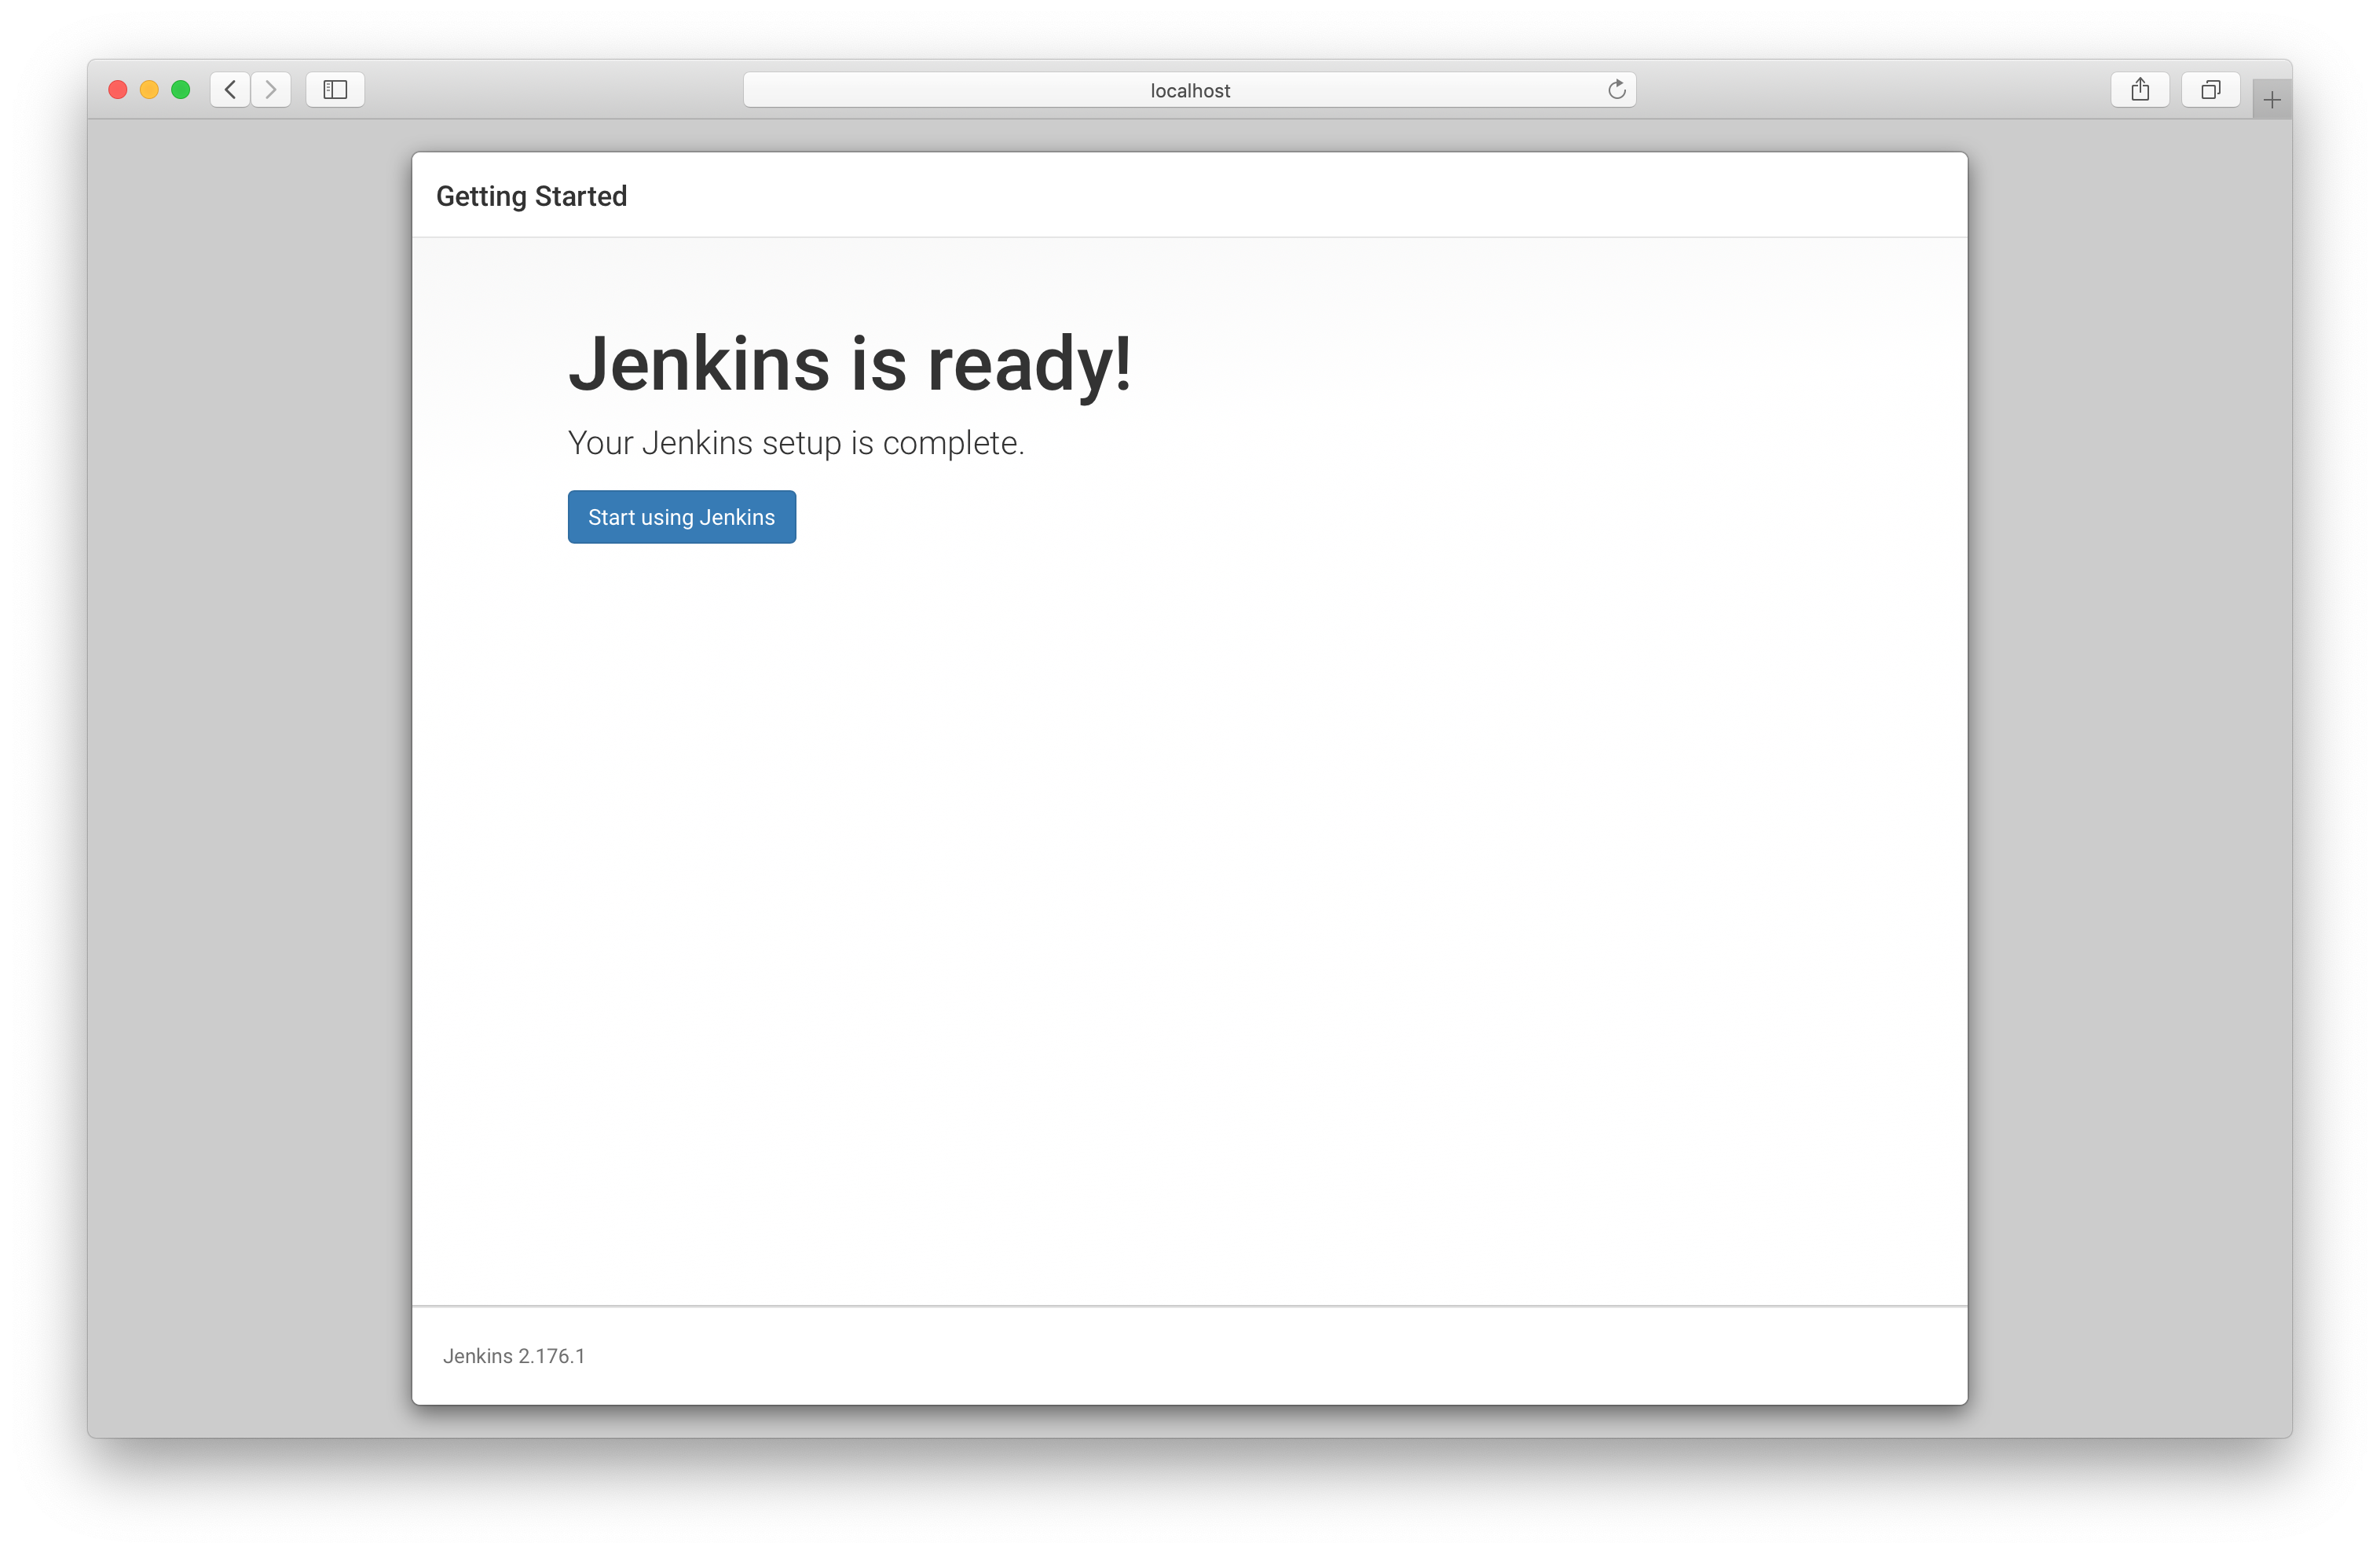 localhost
Getting Started
Jenkins is ready!
Your Jenkins setup is complete.
Start using Jenkins
Jenkins 2.176.1